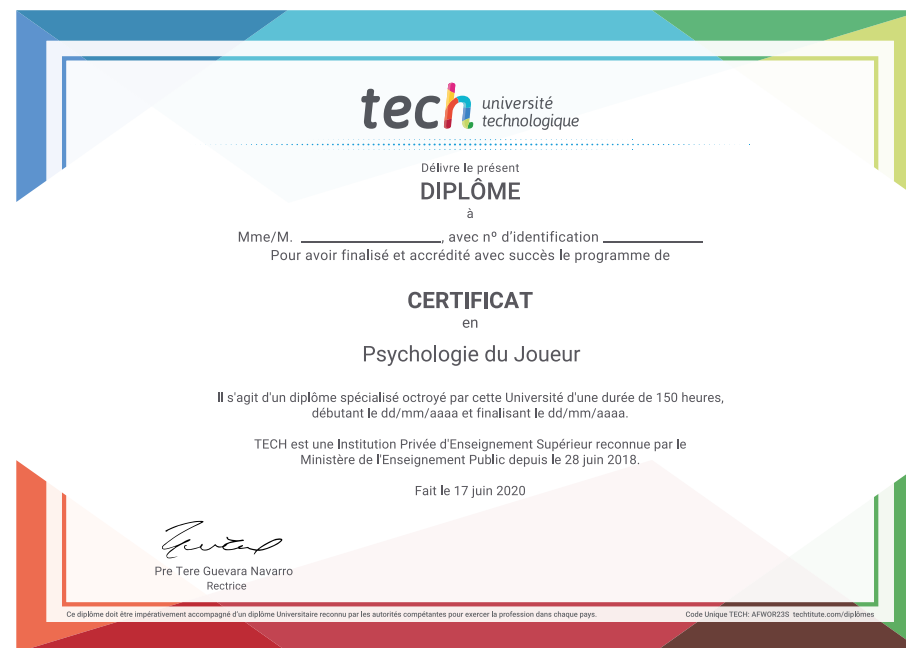 tech université
technologique
Délivre le présent
DIPLÔME
à
Mme/M. ____________________, avec nº d'identification ______________
Pour avoir finalisé et accrédité avec succès le programme de
CERTIFICAT
en
Psychologie du Joueur
Il s'agit d'un diplôme spécialisé octroyé par cette Université d'une durée de 150 heures,
débutant le dd/mm/aaaa et finalisant le dd/mm/aaaa.
TECH est une Institution Privée d'Enseignement Supérieur reconnue par le
Ministère de l'Enseignement Public depuis le 28 juin 2018.
Fait le 17 juin 2020
Pre Tere Guevara Navarro
Rectrice
Ce diplôme doit être impérativement accompagné d'un diplôme Universitaire reconnu par les autorités compétentes pour exercer la profession dans chaque pays.
Code Unique TECH: AFWOR23S techtitute.com/diplômes